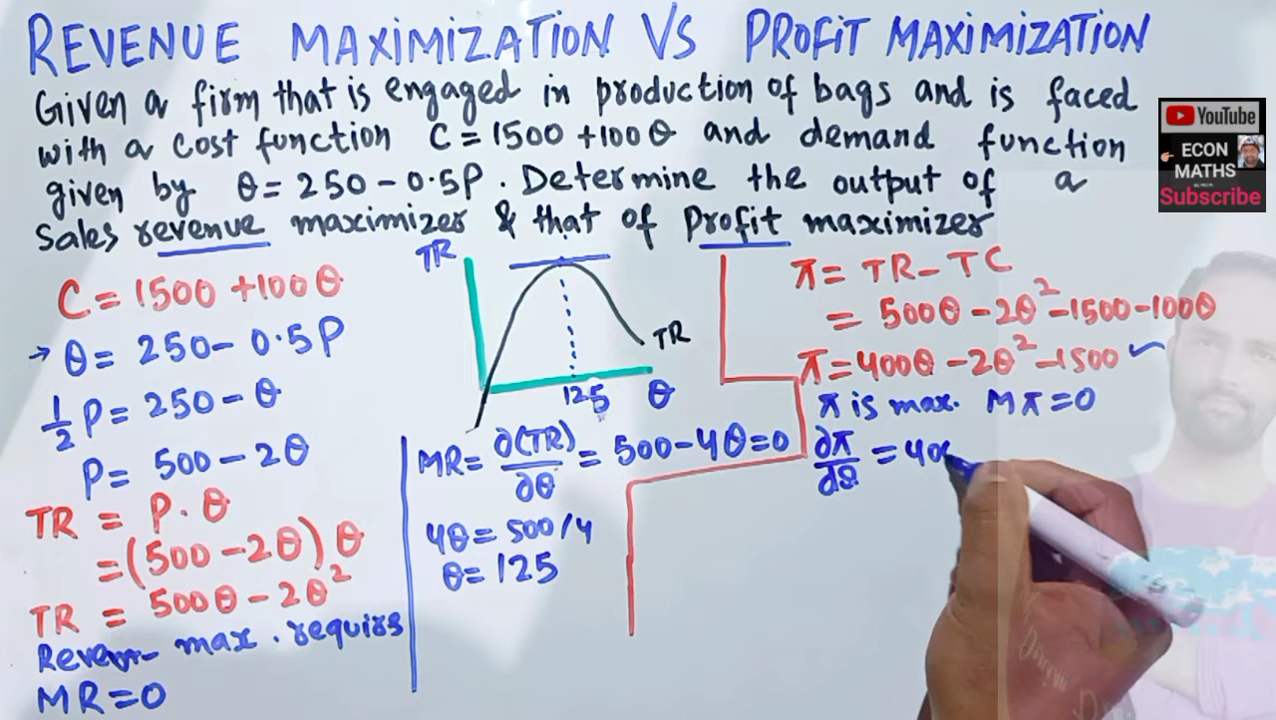 REVENUE MAXIMIZATION VS PROFIT MAXIMIZATION
Given a firm that is engaged in production of bags and is faced
with a cost function C = 1500 + 100θ and demand function
given by θ = 250 - 0.5P. Determine the output of a
Sales revenue maximizer & that of Profit maximizer
YouTube
ECON
MATHS
Subscribe
C = 1500 + 100θ
→ θ = 250 - 0.5P
1/2 P = 250 - θ
P = 500 - 2θ
TR = P.θ
= (500 - 2θ) θ
TR = 500θ - 2θ²
max. requirs
MR = 0
TR
TR
125
θ
MR = ∂(TR)/∂θ = 500 - 4θ = 0
4θ = 500/4
θ = 125
π = TR - TC
= 500θ - 2θ² - 1500 - 100θ
π = 400θ - 2θ² - 1500 ✓
π is max. Mπ = 0
= 40